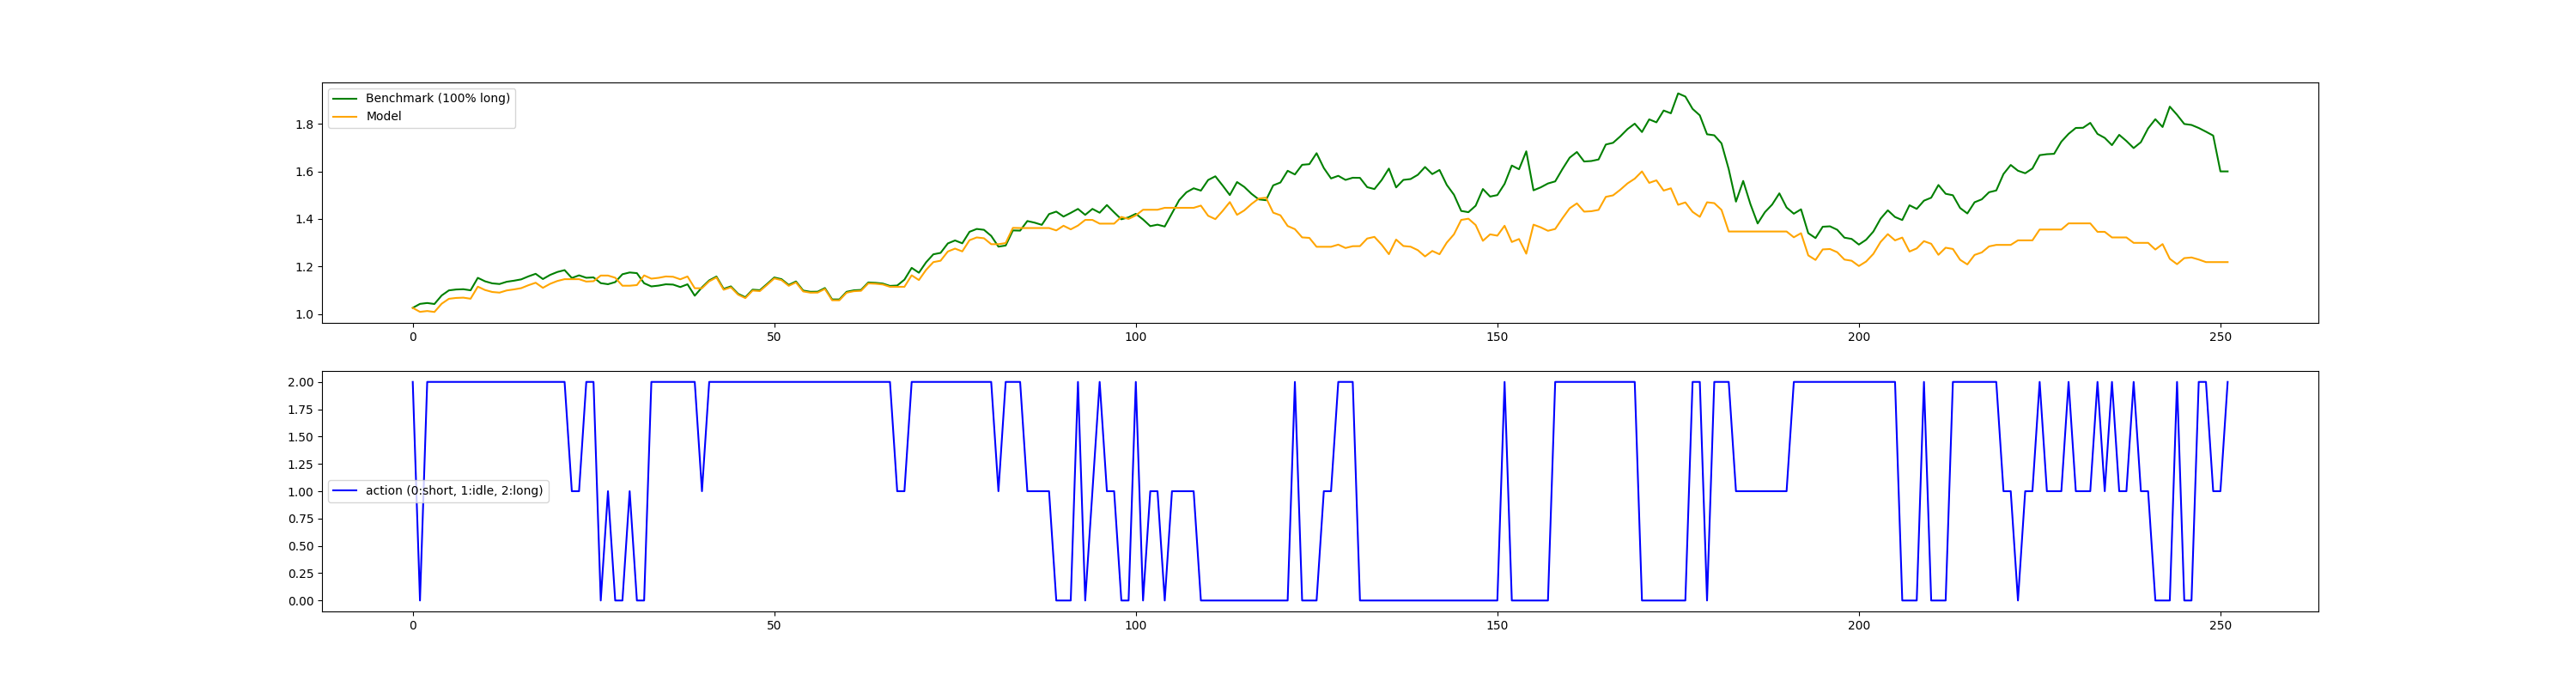 Benchmark (100% long)
Model
1.8
1.6
1.4
1.2
1.0
0 50 100 150 200 250
2.00
1.75
1.50
1.25
1.00
action (0:short, 1:idle, 2:long)
0.75
0.50
0.25
0.00
0 50 100 150 200 250